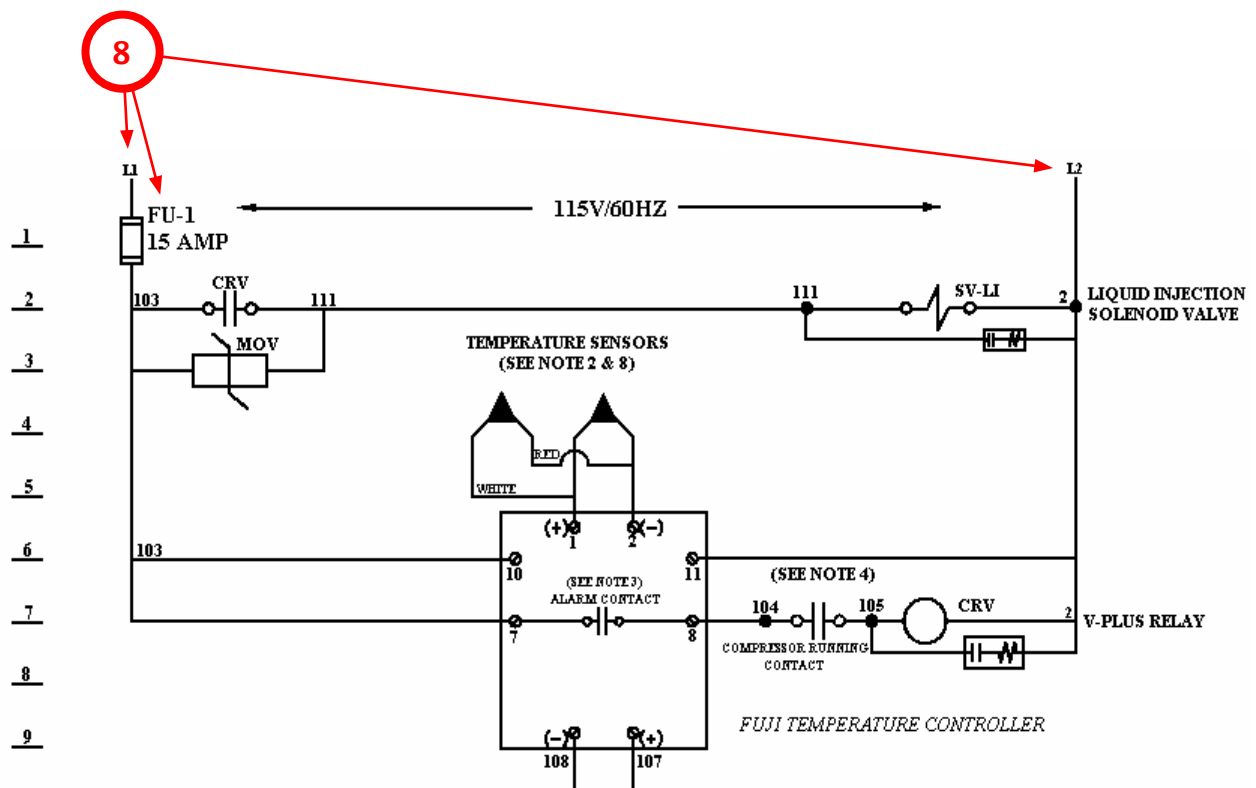 8
L1
L2
FU-1
15 AMP
115V/60HZ
1
CRV
103
111
111
SV-LI
2
LIQUID INJECTION
SOLENOID VALVE
2
MOV
3
TEMPERATURE SENSORS
(SEE NOTE 2 & 8)
4
RED
WHITE
5
(+)
(-)
1
2
6
103
10
11
(SEE NOTE 3)
ALARM CONTACT
(SEE NOTE 4)
7
7
8
104
105
CRV
2
V-PLUS RELAY
COMPRESSOR RUNNING
CONTACT
8
FUJI TEMPERATURE CONTROLLER
9
(-)
(+)
108
107